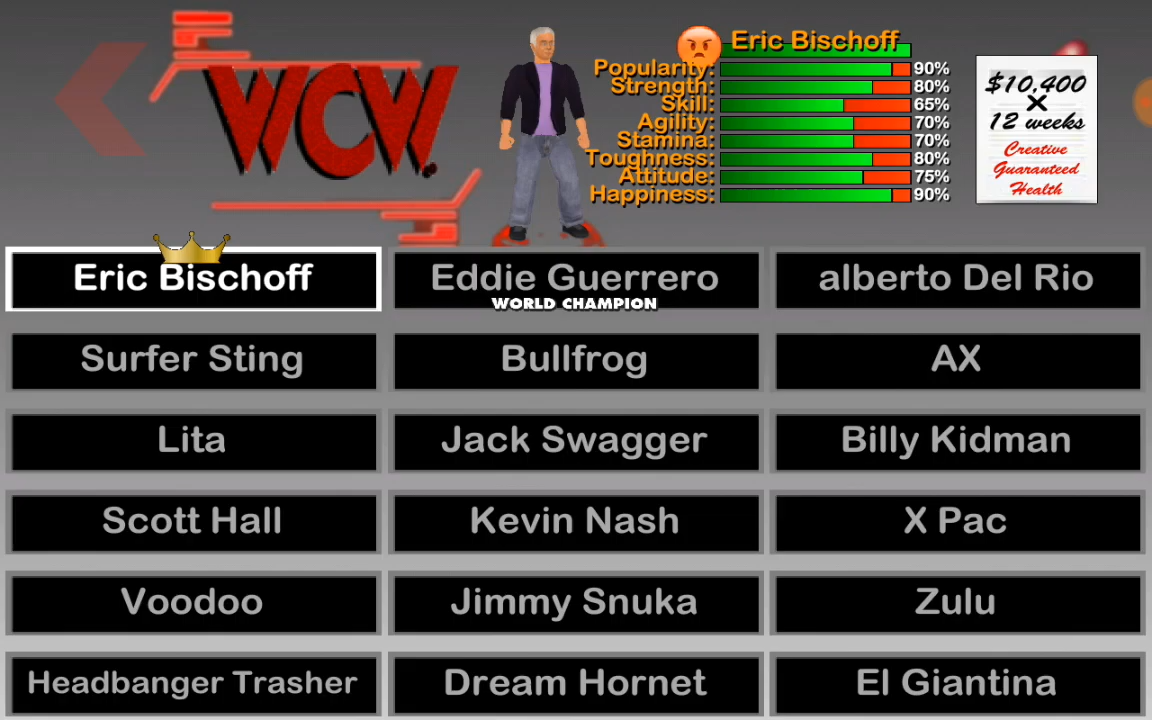 WCW
Eric Bischoff
Popularity: 90%
Strength: 80%
Skill: 65%
Agility: 70%
Stamina: 70%
Toughness: 80%
Attitude: 75%
Happiness: 90%
$10,400
X
12 weeks
Creative
Guaranteed
Health
Eric Bischoff
Eddie Guerrero
WORLD CHAMPION
alberto Del Rio
Surfer Sting
Bullfrog
AX
Lita
Jack Swagger
Billy Kidman
Scott Hall
Kevin Nash
X Pac
Voodoo
Jimmy Snuka
Zulu
Headbanger Trasher
Dream Hornet
El Giantina